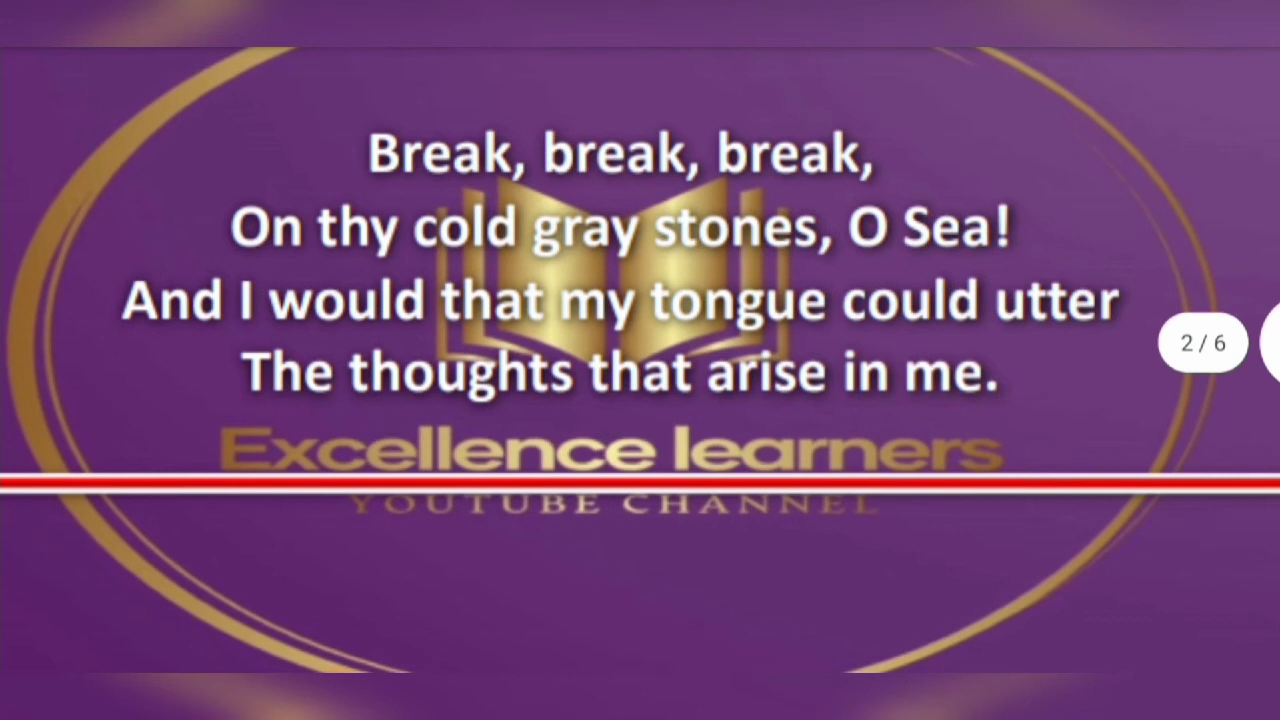 Break, break, break,
On thy cold gray stones, O Sea!
And I would that my tongue could utter
2 / 6
The thoughts that arise in me.
Excellence learners
YOUTUBE CHANNEL